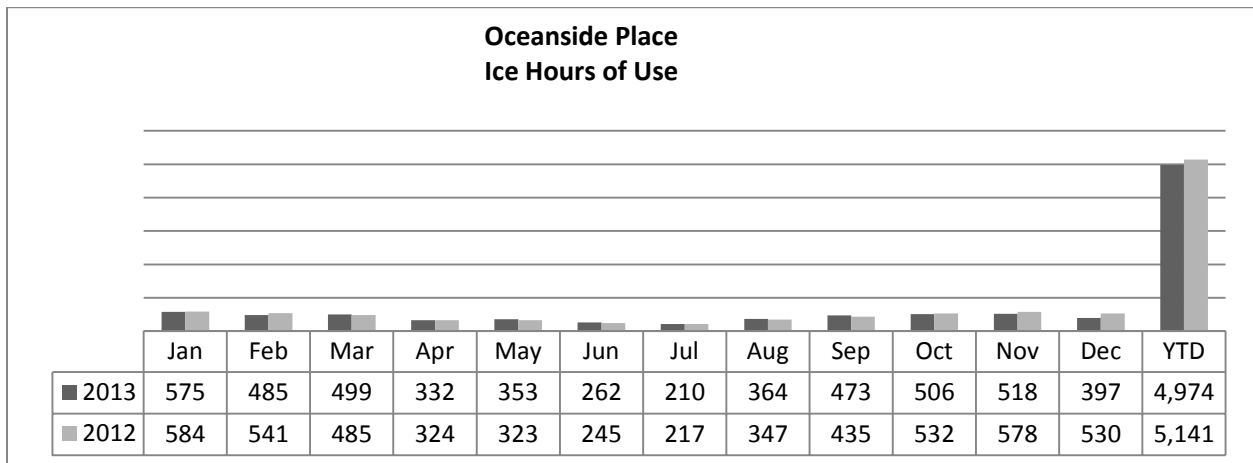 Oceanside Place
Ice Hours of Use
Jan Feb Mar Apr May Jun Jul Aug Sep Oct Nov Dec YTD
2013 575 485 499 332 353 262 210 364 473 506 518 397 4,974
2012 584 541 485 324 323 245 217 347 435 532 578 530 5,141